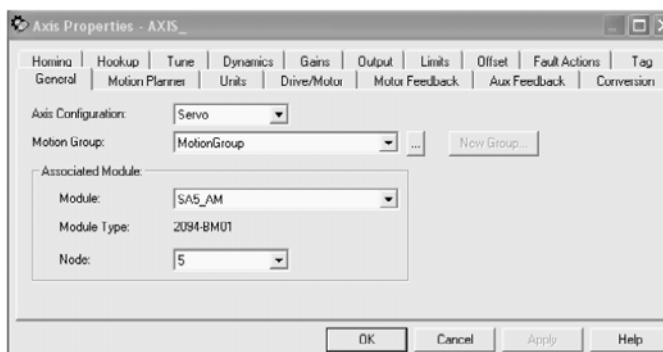 Axis Properties - AXIS_
Homing Hookup Tune Dynamics Gains Output Limits Offset Fault Actions Tag
General Motion Planner Units Drive/Motor Motor Feedback Aux Feedback Conversion
Axis Configuration: Servo
Motion Group: MotionGroup ... New Group...
Associated Module:
Module: SA5_AM
Module Type: 2094-BM01
Node: 5
OK Cancel Apply Help